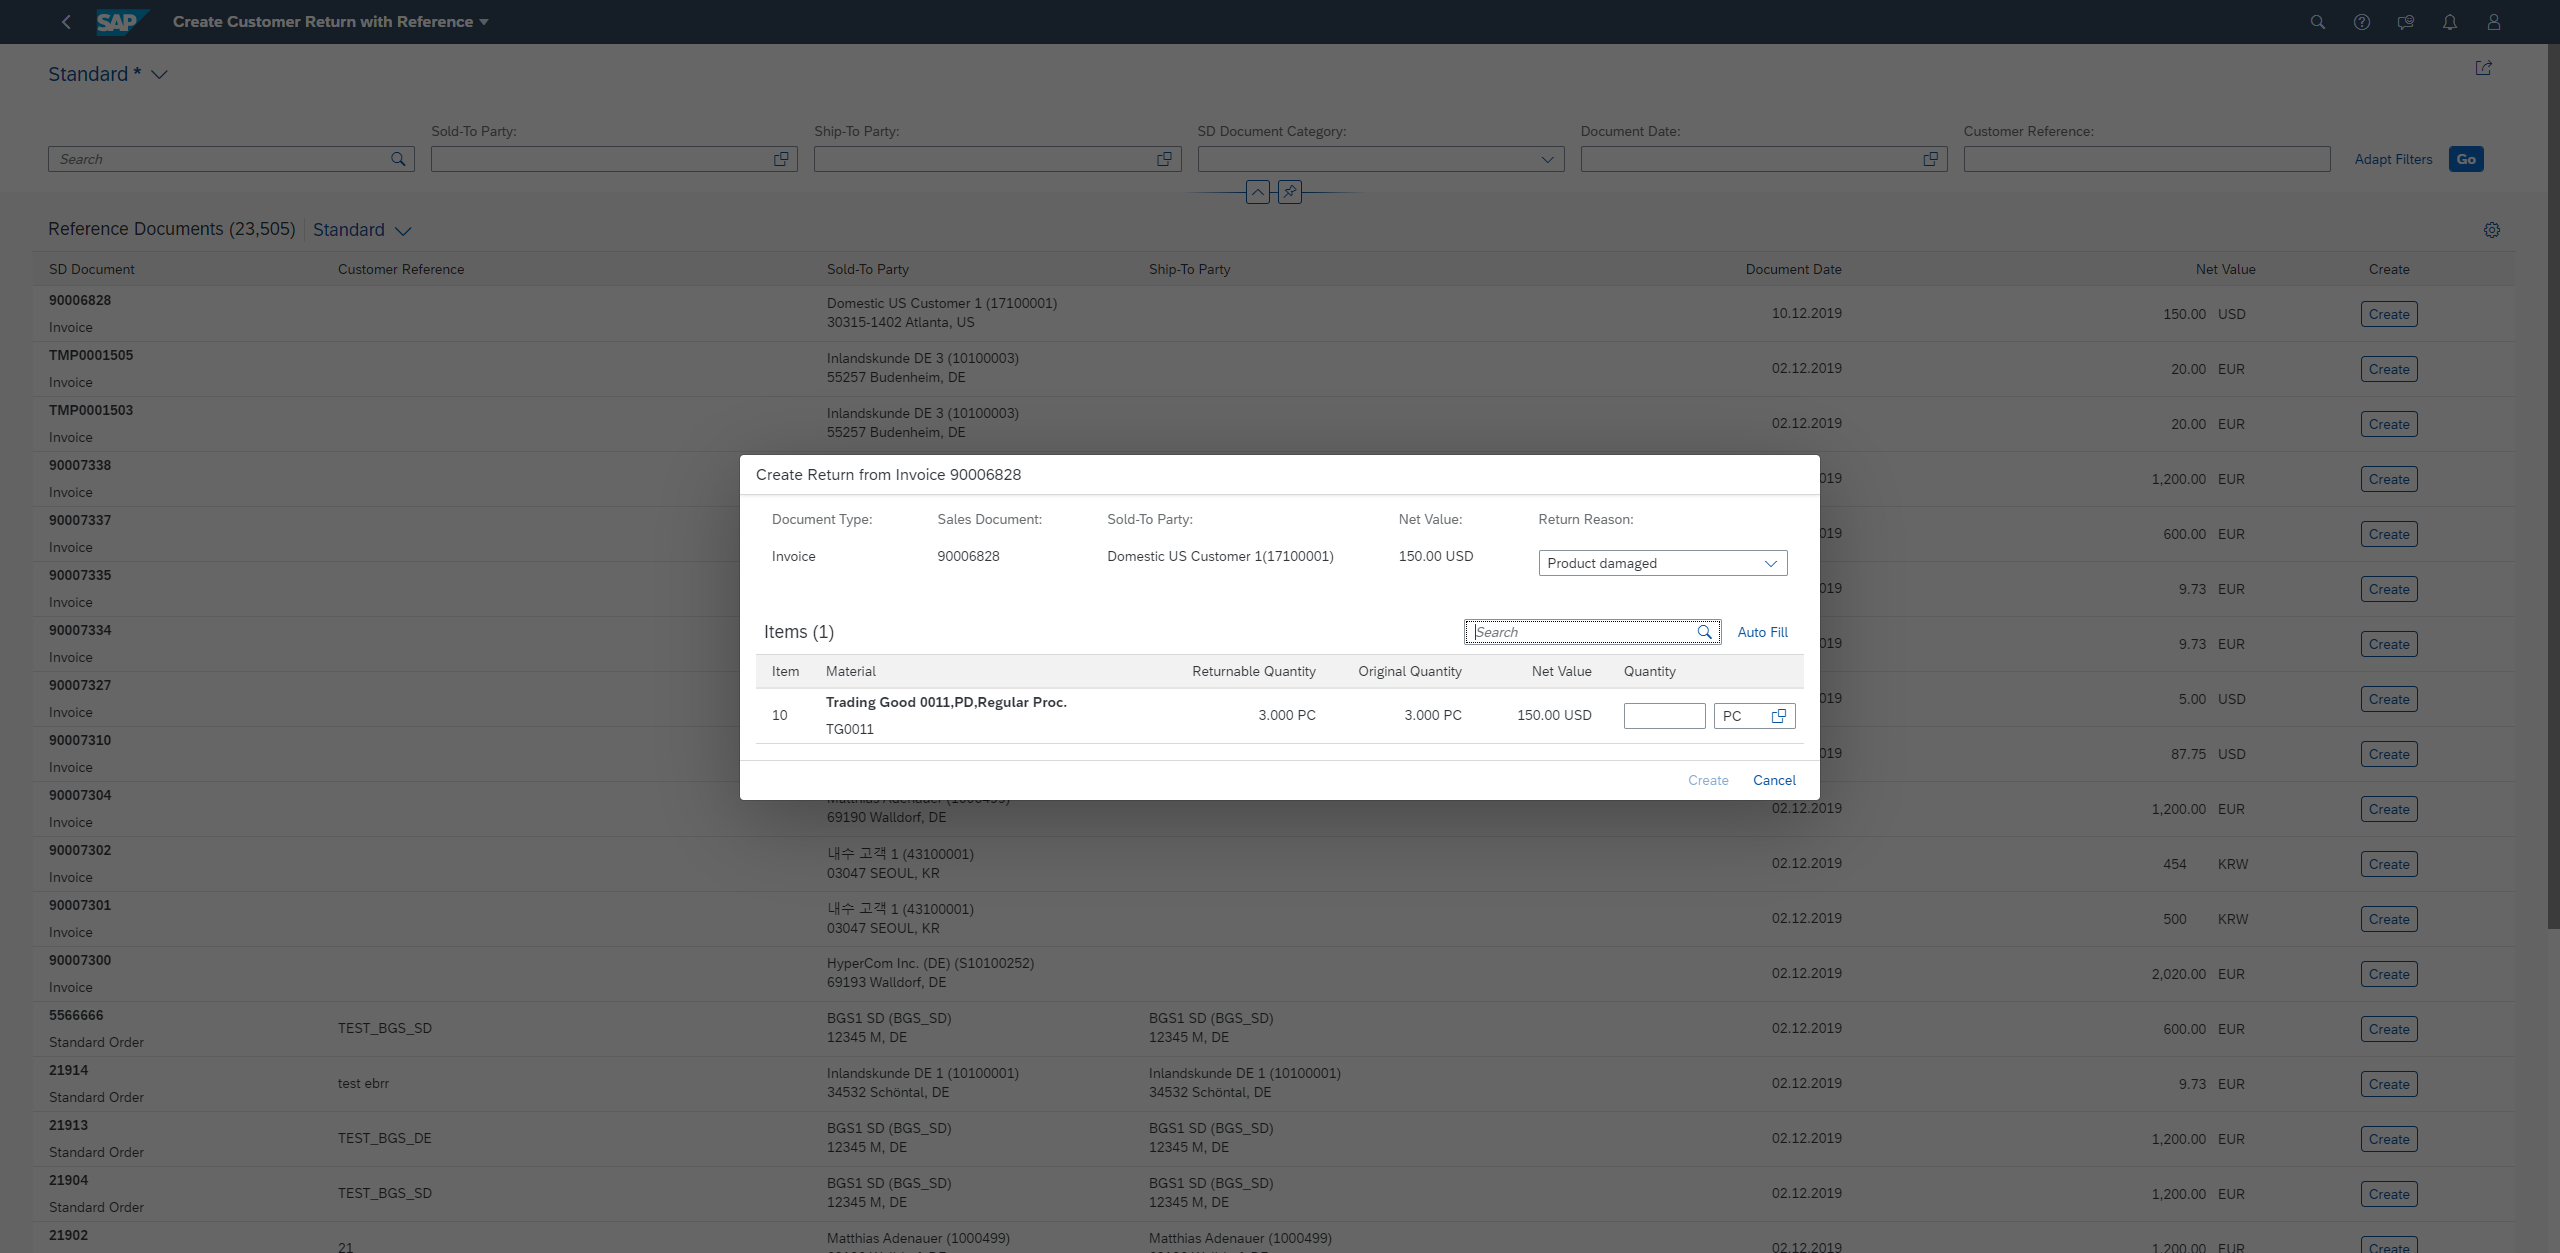 SAP Create Customer Return with Reference
Standard *
Sold-To Party: Ship-To Party: SD Document Category: Document Date: Customer Reference:
Search Adapt Filters Go
Reference Documents (23,505) Standard
SD Document Customer Reference Sold-To Party Ship-To Party Document Date Net Value Create
90006828
Invoice
Domestic US Customer 1 (17100001)
30315-1402 Atlanta, US
10.12.2019 150.00 USD Create
TMP0001505
Invoice
Inlandskunde DE 3 (10100003)
55257 Budenheim, DE
02.12.2019 20.00 EUR Create
TMP0001503
Invoice
Inlandskunde DE 3 (10100003)
55257 Budenheim, DE
02.12.2019 20.00 EUR Create
90007338
Invoice
19 1,200.00 EUR Create
90007337
Invoice
019 600.00 EUR Create
90007335
Invoice
019 9.73 EUR Create
90007334
Invoice
019 9.73 EUR Create
90007327
Invoice
019 5.00 USD Create
90007310
Invoice
019 87.75 USD Create
90007304
Invoice
69190 Walldorf, DE
02.12.2019 1,200.00 EUR Create
90007302
Invoice
내수 고객 1 (43100001)
03047 SEOUL, KR
02.12.2019 454 KRW Create
90007301
Invoice
내수 고객 1 (43100001)
03047 SEOUL, KR
02.12.2019 500 KRW Create
90007300
Invoice
HyperCom Inc. (DE) (S10100252)
69193 Walldorf, DE
02.12.2019 2,020.00 EUR Create
5566666
Standard Order
TEST_BGS_SD
BGS1 SD (BGS_SD)
12345 M, DE
BGS1 SD (BGS_SD)
12345 M, DE
02.12.2019 600.00 EUR Create
21914
Standard Order
test ebrr
Inlandskunde DE 1 (10100001)
34532 Schöntal, DE
Inlandskunde DE 1 (10100001)
34532 Schöntal, DE
02.12.2019 9.73 EUR Create
21913
Standard Order
TEST_BGS_DE
BGS1 SD (BGS_SD)
12345 M, DE
BGS1 SD (BGS_SD)
12345 M, DE
02.12.2019 1,200.00 EUR Create
21904
Standard Order
TEST_BGS_SD
BGS1 SD (BGS_SD)
12345 M, DE
BGS1 SD (BGS_SD)
12345 M, DE
02.12.2019 1,200.00 EUR Create
21902
21
Matthias Adenauer (1000499)
Matthias Adenauer (1000499)
02.12.2019 1,200.00 EUR Create
Create Return from Invoice 90006828
Document Type: Sales Document: Sold-To Party: Net Value: Return Reason:
Invoice 90006828 Domestic US Customer 1(17100001) 150.00 USD Product damaged
Items (1) Search Auto Fill
Item Material Returnable Quantity Original Quantity Net Value Quantity
10
Trading Good 0011,PD,Regular Proc.
TG0011
3.000 PC 3.000 PC 150.00 USD PC
Create Cancel